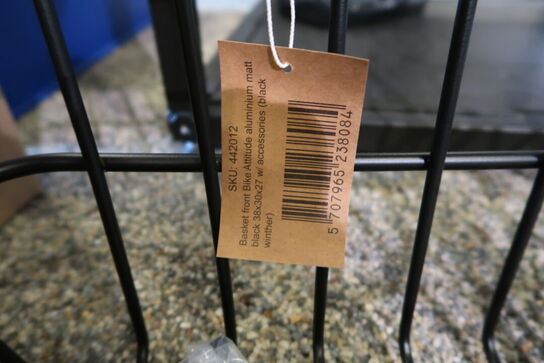 SKU: 442012
Basket front Bike Attitude aluminium matt
black 38x30x27 w/ accessories (black
winther)
5 707965 238084